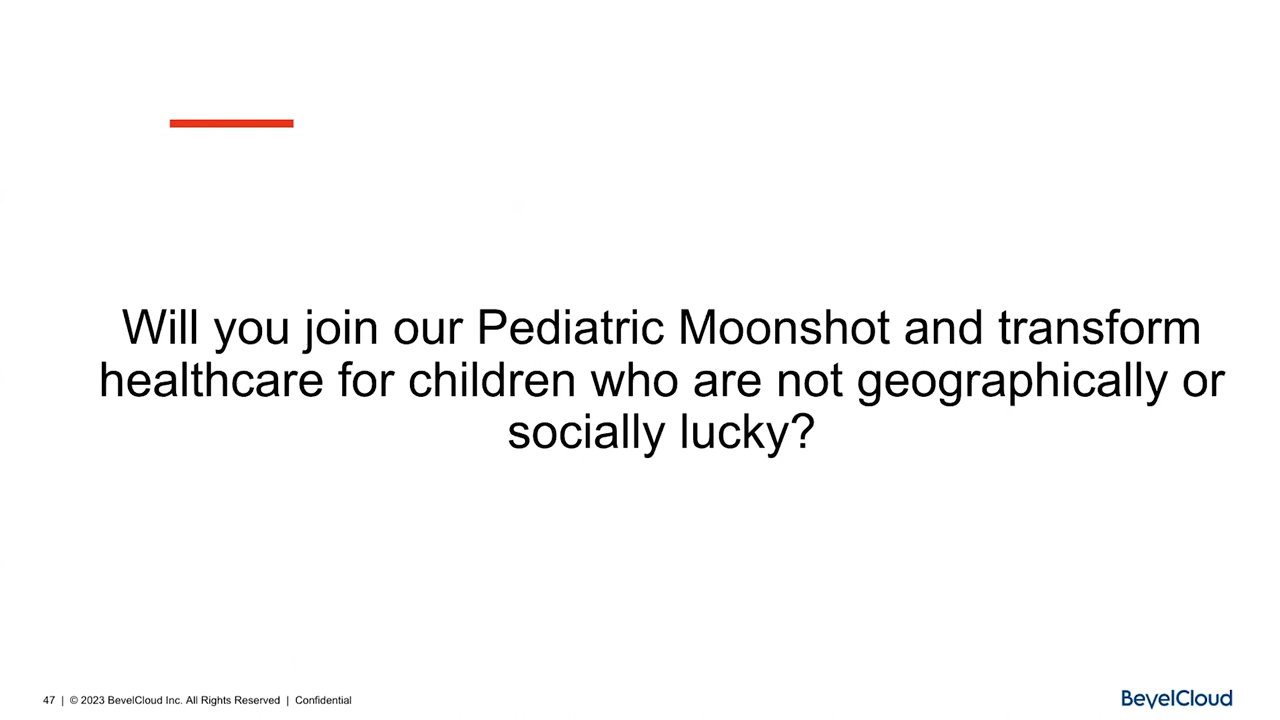 Will you join our Pediatric Moonshot and transform
healthcare for children who are not geographically or
socially lucky?
47 | © 2023 BevelCloud Inc. All Rights Reserved | Confidential
BevelCloud